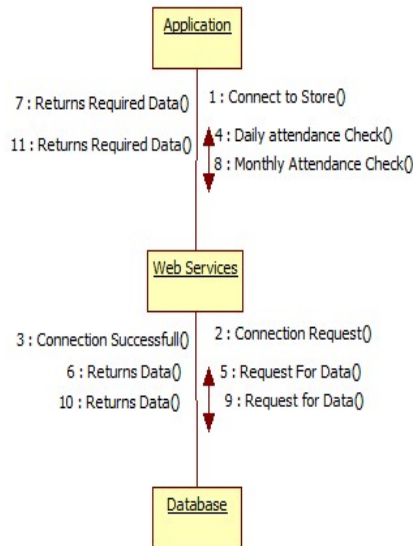 Application
7 : Returns Required Data()
1 : Connect to Store()
11 : Returns Required Data()
4 : Daily attendance Check()
8 : Monthly Attendance Check()
Web Services
3 : Connection Successfull()
2 : Connection Request()
6 : Returns Data()
5 : Request For Data()
10 : Returns Data()
9 : Request for Data()
Database